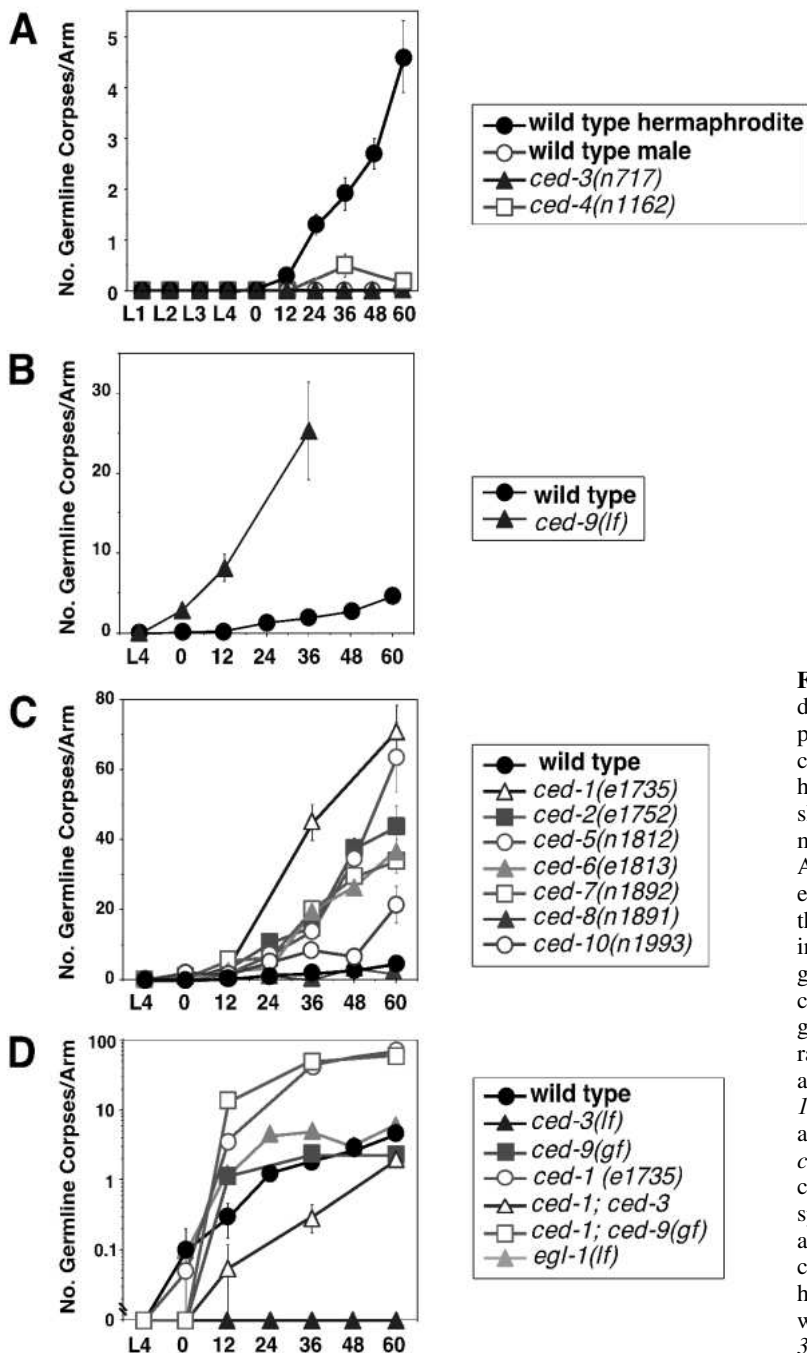 A
No. Germline Corpses/Arm
5
4
3
2
1
0
L1 L2 L3 L4 0 12 24 36 48 60
wild type hermaphrodite
wild type male
ced-3(n717)
ced-4(n1162)
B
No. Germline Corpses/Arm
30
20
10
0
L4 0 12 24 36 48 60
wild type
ced-9(lf)
C
No. Germline Corpses/Arm
80
60
40
20
0
L4 0 12 24 36 48 60
wild type
ced-1(e1735)
ced-2(e1752)
ced-5(n1812)
ced-6(e1813)
ced-7(n1892)
ced-8(n1891)
ced-10(n1993)
D
No. Germline Corpses/Arm
100
10
1
0.1
0
L4 0 12 24 36 48 60
wild type
ced-3(lf)
ced-9(gf)
ced-1 (e1735)
ced-1; ced-3
ced-1; ced-9(gf)
egl-1(lf)